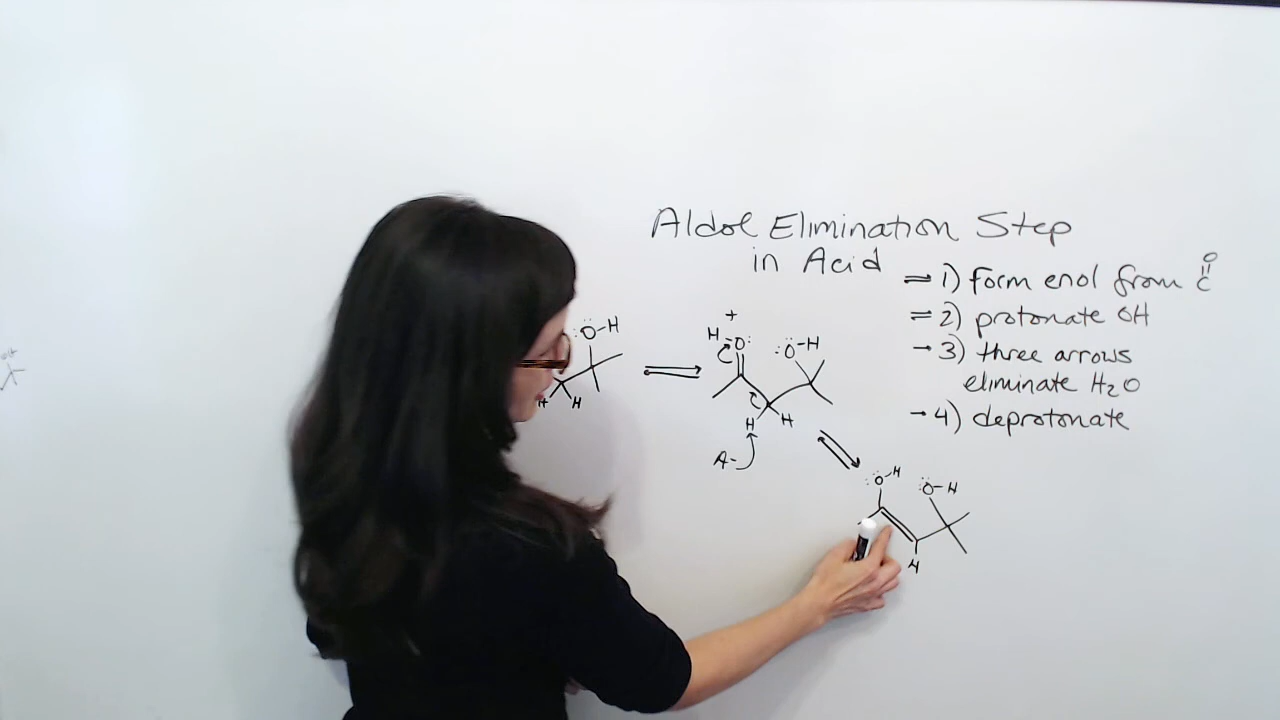 Aldol Elimination Step
in Acid
⇌ 1) form enol from C=O
⇌ 2) protonate OH
→ 3) three arrows
eliminate H₂O
→ 4) deprotonate
:Ö-H
H H
+
H-O: :Ö-H
H H
A-
:Ö-H :Ö-H
H